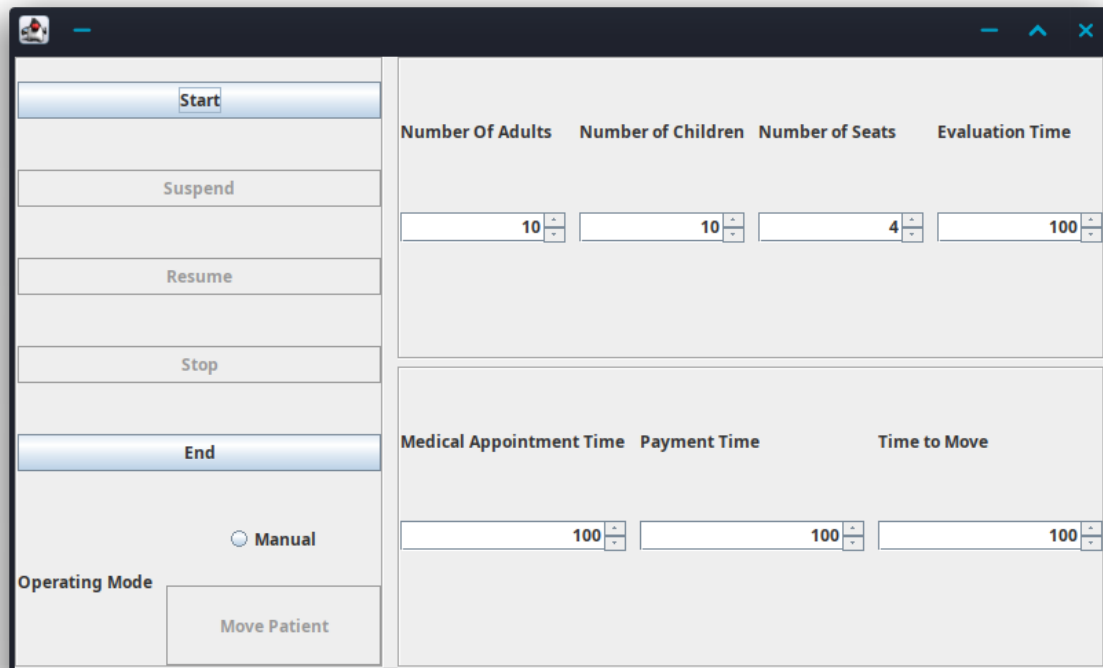 Start
Suspend
Resume
Stop
End
Manual
Operating Mode
Move Patient
Number Of Adults Number of Children Number of Seats Evaluation Time
10 10 4 100
Medical Appointment Time Payment Time Time to Move
100 100 100